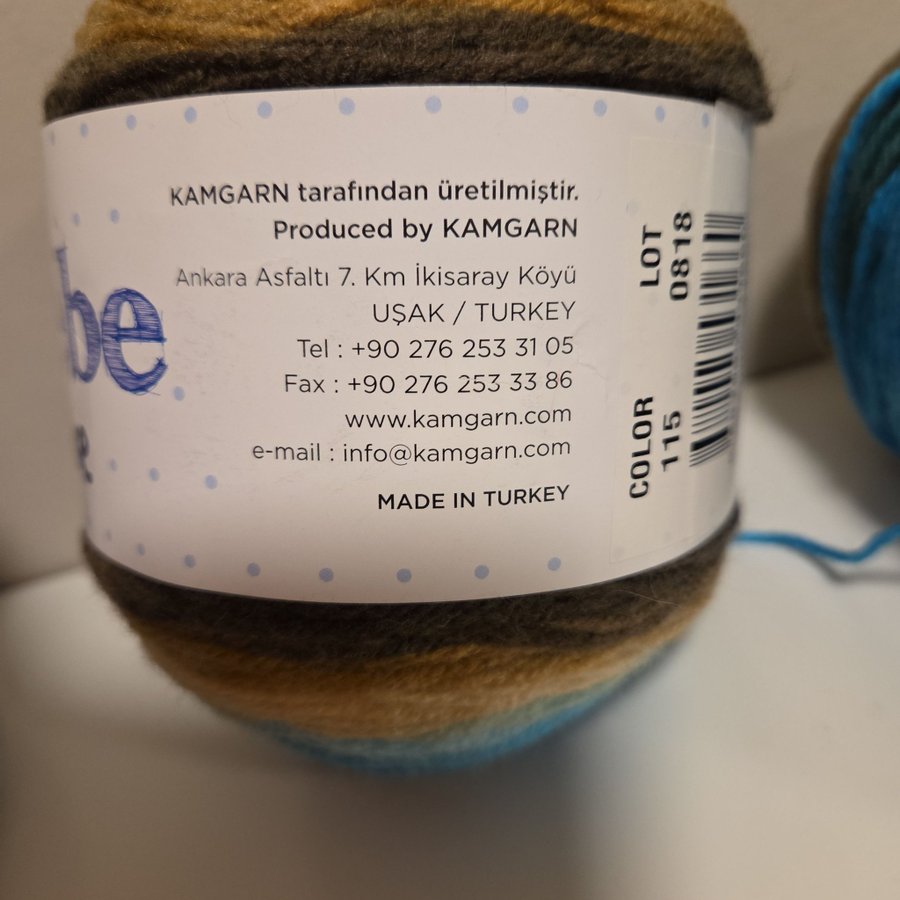 be
KAMGARN tarafından üretilmiştir.
Produced by KAMGARN
Ankara Asfaltı 7. Km İkisaray Köyü
UŞAK / TURKEY
Tel : +90 276 253 31 05
Fax : +90 276 253 33 86
www.kamgarn.com
e-mail : info@kamgarn.com
MADE IN TURKEY
LOT
0818
COLOR
115